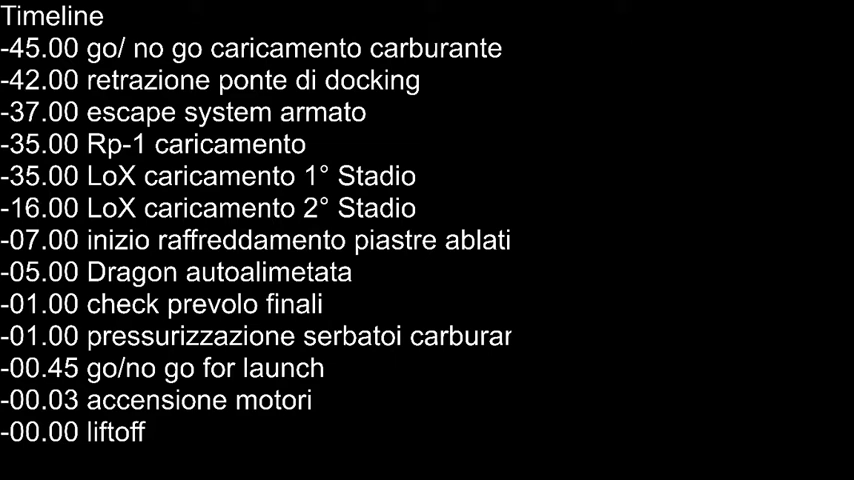 Timeline
-45.00 go/ no go caricamento carburante
-42.00 retrazione ponte di docking
-37.00 escape system armato
-35.00 Rp-1 caricamento
-35.00 LoX caricamento 1° Stadio
-16.00 LoX caricamento 2° Stadio
-07.00 inizio raffreddamento piastre ablati
-05.00 Dragon autoalimetata
-01.00 check prevolo finali
-01.00 pressurizzazione serbatoi carburar
-00.45 go/no go for launch
-00.03 accensione motori
-00.00 liftoff